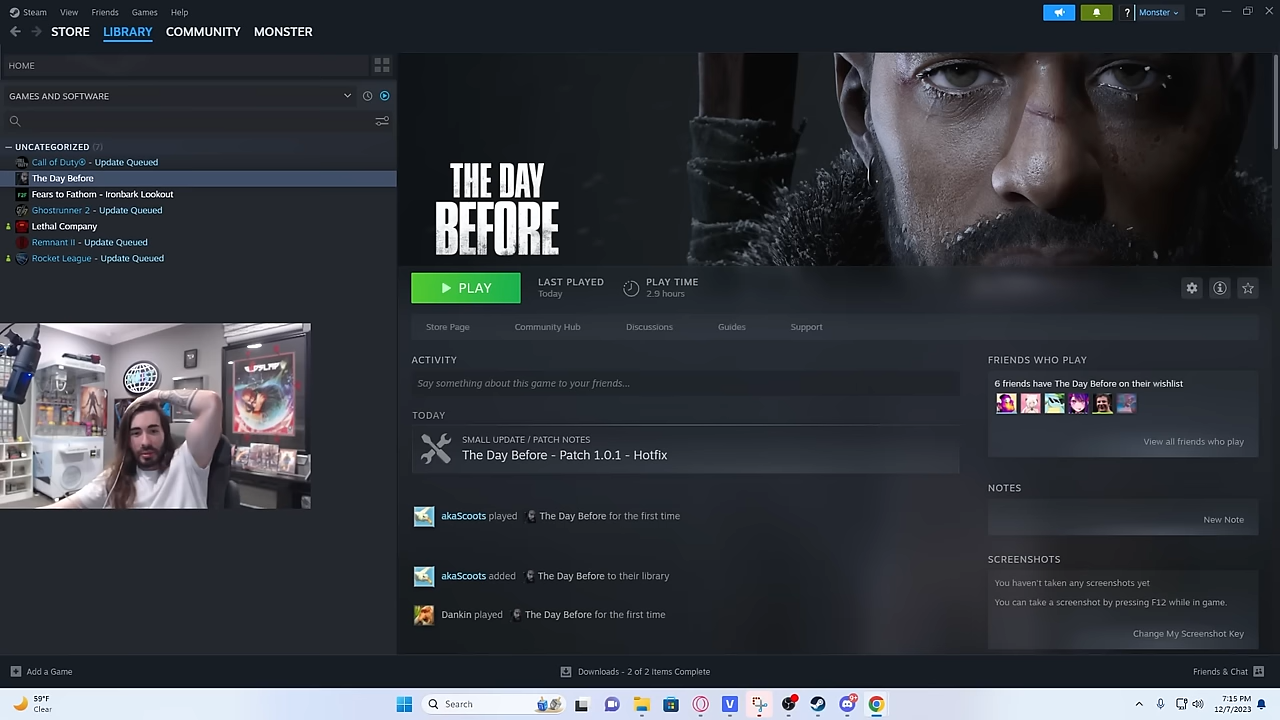 Steam View Friends Games Help
? Monster
STORE LIBRARY COMMUNITY MONSTER
HOME
GAMES AND SOFTWARE
UNCATEGORIZED (7)
Call of Duty® - Update Queued
The Day Before
Fears to Fathom - Ironbark Lookout
Ghostrunner 2 - Update Queued
Lethal Company
Remnant II - Update Queued
Rocket League - Update Queued
THE DAY
BEFORE
PLAY
LAST PLAYED
Today
PLAY TIME
2.9 hours
Store Page Community Hub Discussions Guides Support
ACTIVITY
Say something about this game to your friends...
TODAY
SMALL UPDATE / PATCH NOTES
The Day Before - Patch 1.0.1 - Hotfix
akaScoots played The Day Before for the first time
akaScoots added The Day Before to their library
Dankin played The Day Before for the first time
FRIENDS WHO PLAY
6 friends have The Day Before on their wishlist
View all friends who play
NOTES
New Note
SCREENSHOTS
You haven't taken any screenshots yet
You can take a screenshot by pressing F12 while in game.
Change My Screenshot Key
Add a Game
Downloads - 2 of 2 Items Complete
Friends & Chat
59°F
Clear
Search
7:15 PM
12/7/2023